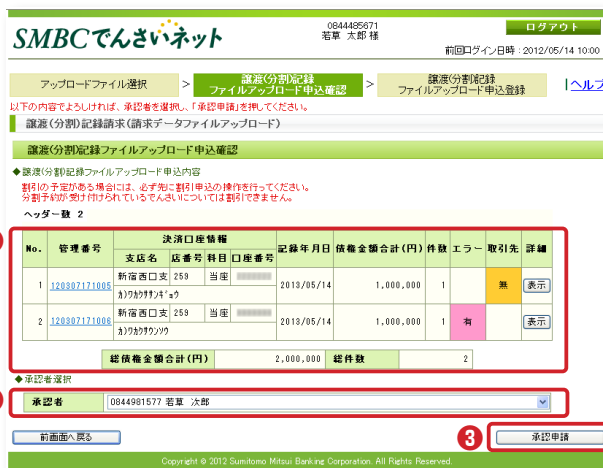 SMBCでんさいネット
0844485671
若草 太郎 様
ログアウト
前回ログイン日時：2012/05/14 10:00
アップロードファイル選択 > 譲渡(分割)記録ファイルアップロード申込確認 > 譲渡(分割)記録ファイルアップロード申込登録
ヘルプ
以下の内容でよろしければ、承認者を選択し、「承認申請」を押してください。
譲渡(分割)記録請求(請求データファイルアップロード)
譲渡(分割)記録ファイルアップロード申込確認
◆譲渡(分割)記録ファイルアップロード申込内容
割引の予定がある場合には、必ず先に割引申込の操作を行ってください。
分割予約が受け付けられているでんさいについては割引できません。
ヘッダー数 2
No. 管理番号 決済口座情報 記録年月日 債権金額合計(円) 件数 エラー 取引先 詳細
支店名 店番号 科目 口座番号
1 120307171005 新宿西口支 259 当座 2013/05/14 1,000,000 1 無 表示
カ)ワカクササンギョウ
2 120307171006 新宿西口支 259 当座 2013/05/14 1,000,000 1 有 表示
カ)ワカクサウンソウ
総債権金額合計(円) 2,000,000 総件数 2
◆承認者選択
承認者 0844981577 若草 次郎
前画面へ戻る
3 承認申請
Copyright © 2012 Sumitomo Mitsui Banking Corporation. All Rights Reserved.